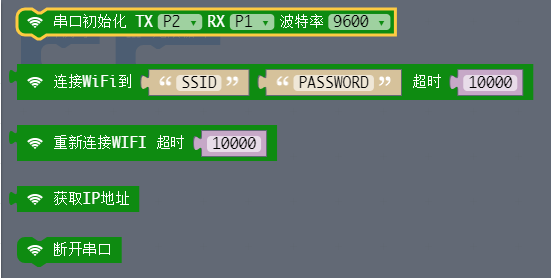 串口初始化 TX P2 RX P1 波特率 9600
连接WiFi到 “ SSID ” “ PASSWORD ” 超时 10000
重新连接WIFI 超时 10000
获取IP地址
断开串口